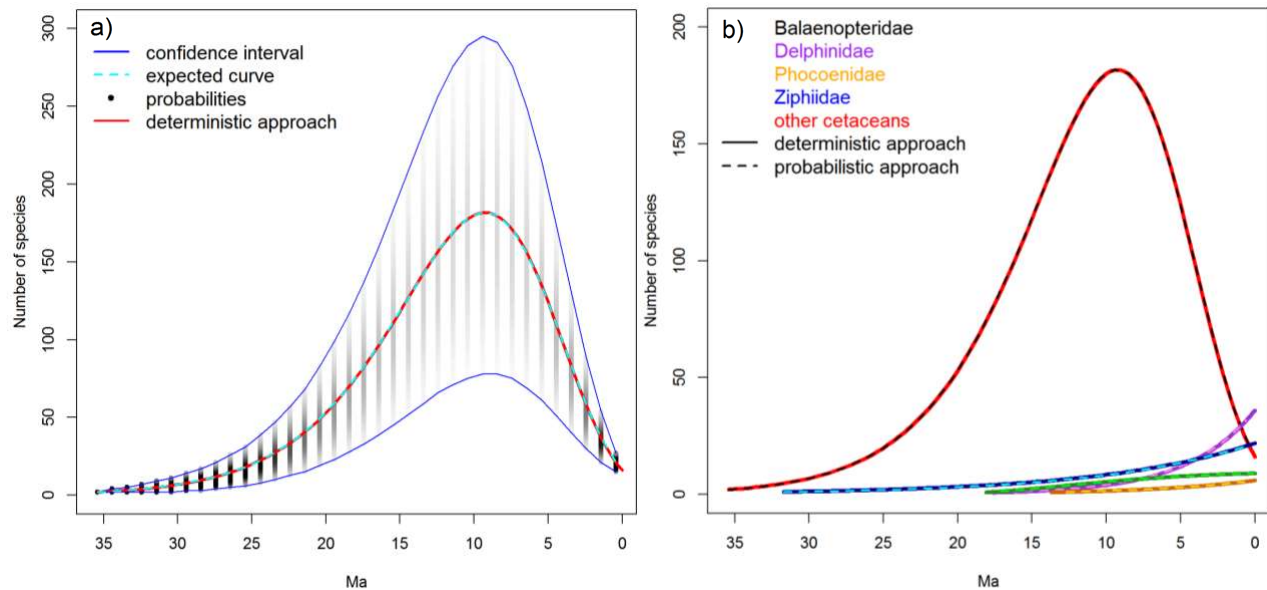 a)
confidence interval
expected curve
probabilities
deterministic approach
Number of species
0
50
100
150
200
250
300
35
30
25
20
15
10
5
0
Ma
b)
Balaenopteridae
Delphinidae
Phocoenidae
Ziphiidae
other cetaceans
deterministic approach
probabilistic approach
Number of species
0
50
100
150
200
35
30
25
20
15
10
5
0
Ma